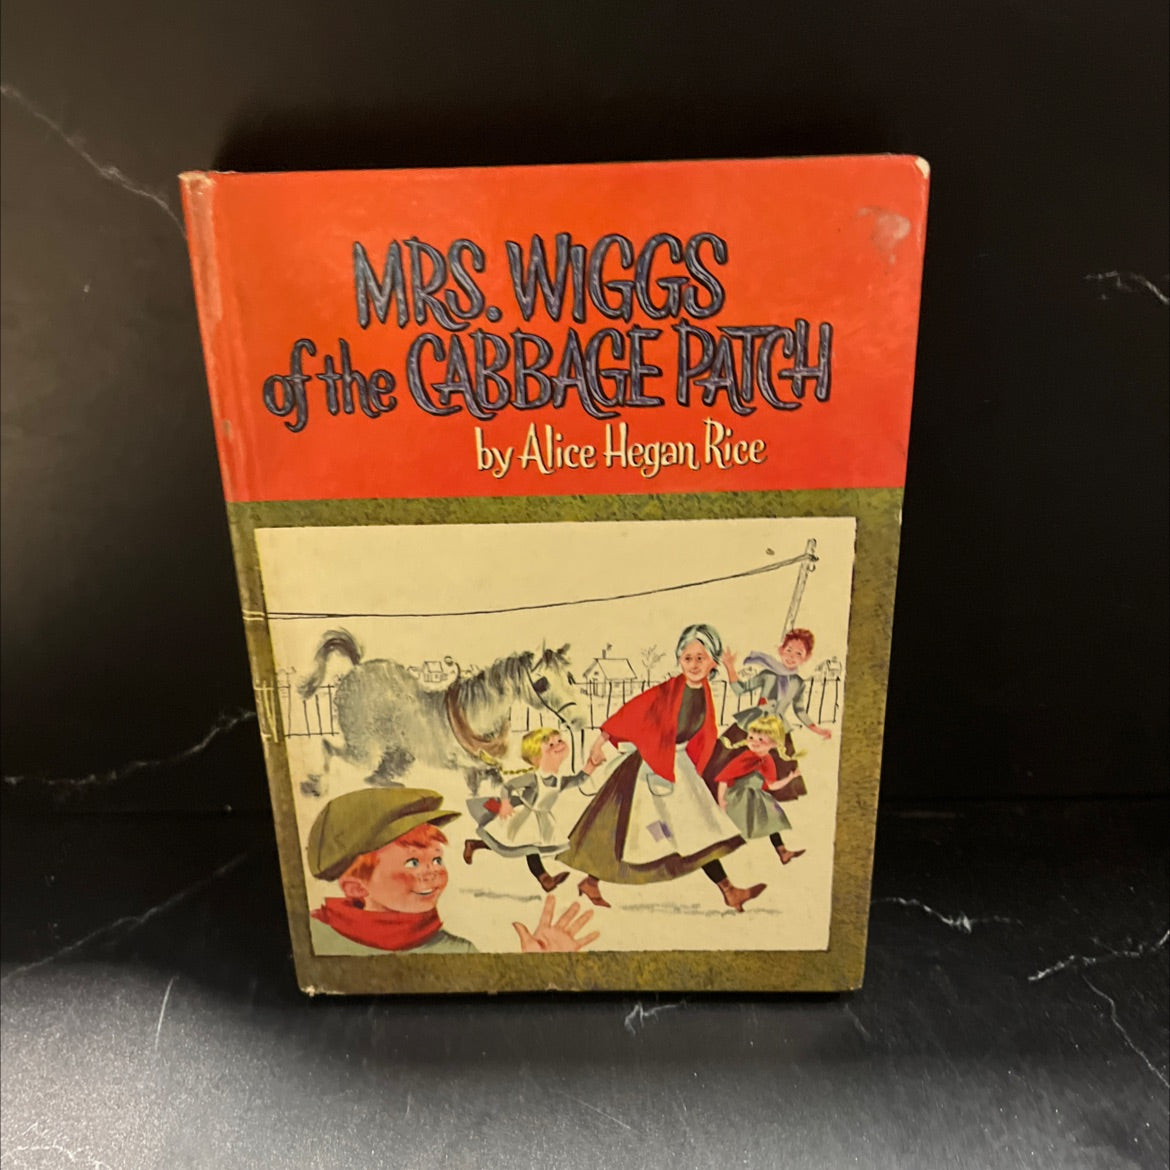 MRS. WIGGS
of the CABBAGE PATCH
by Alice Hegan Rice